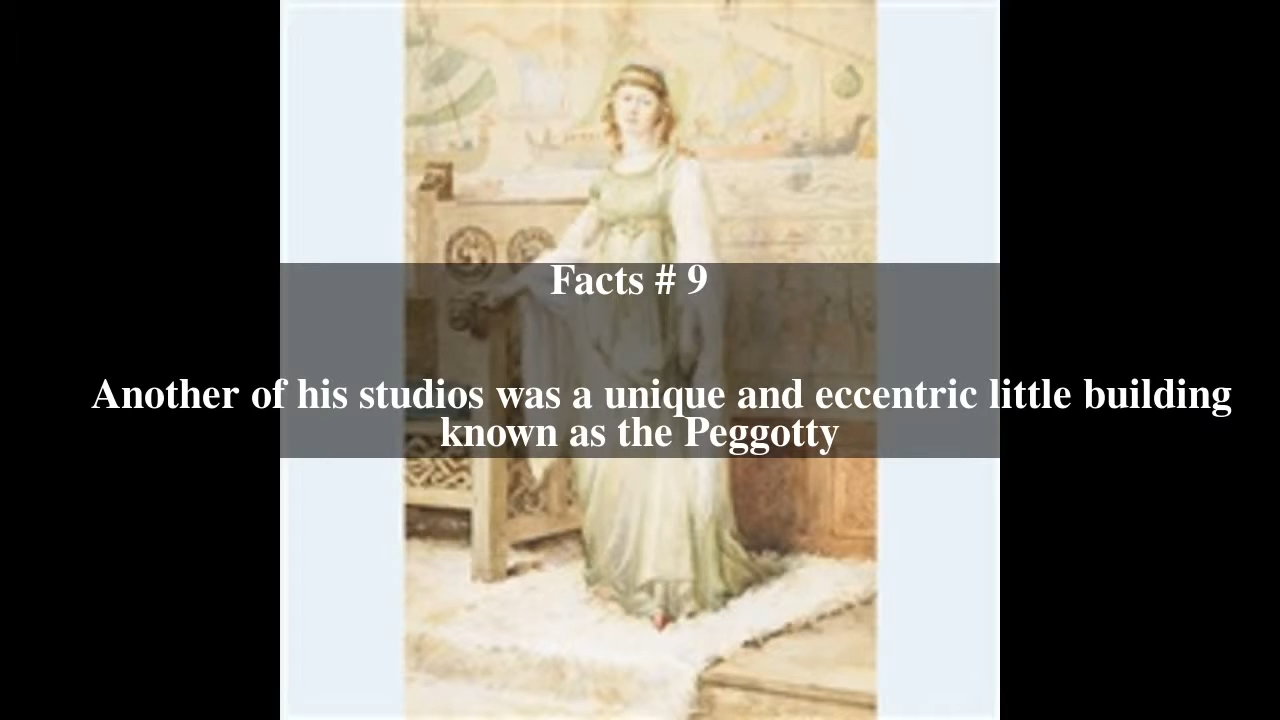 Facts # 9
Another of his studios was a unique and eccentric little building
known as the Peggotty